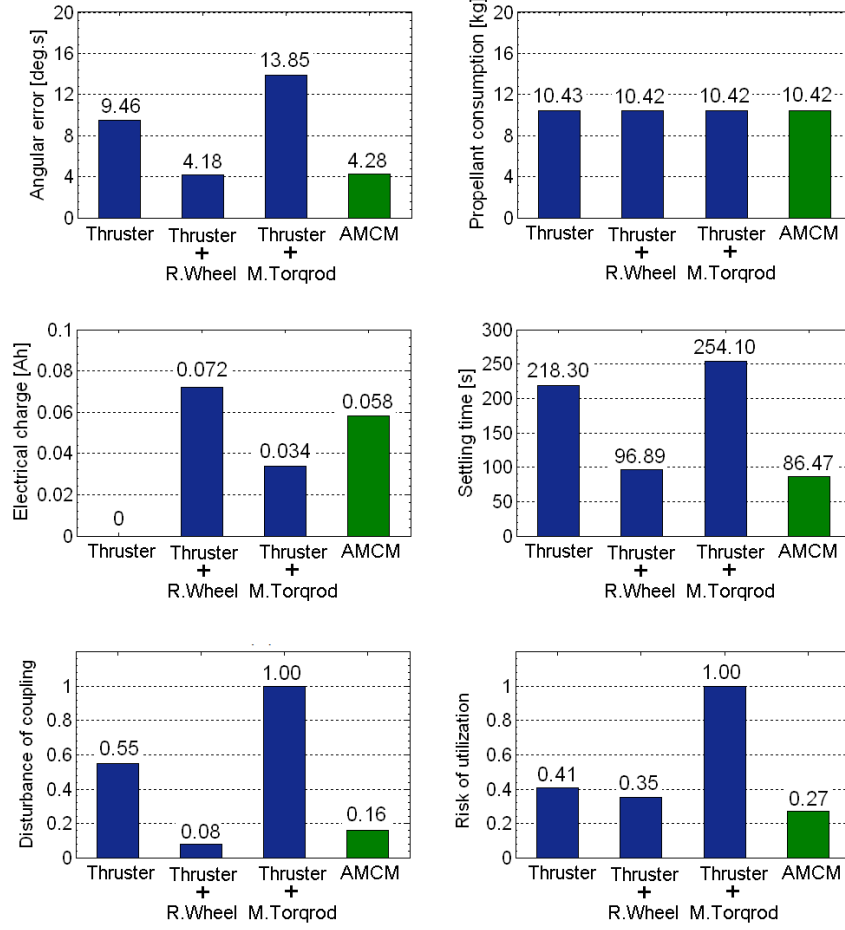 Angular error [deg.s]
20
16
12
8
4
0
9.46
4.18
13.85
4.28
Thruster
Thruster
+
R.Wheel
Thruster
+
M.Torqrod
AMCM
Propellant consumption [kg]
20
16
12
8
4
0
10.43
10.42
10.42
10.42
Thruster
Thruster
+
R.Wheel
Thruster
+
M.Torqrod
AMCM
Electrical charge [Ah]
0.1
0.08
0.06
0.04
0.02
0
0
0.072
0.034
0.058
Thruster
Thruster
+
R.Wheel
Thruster
+
M.Torqrod
AMCM
Settling time [s]
300
250
200
150
100
50
0
218.30
96.89
254.10
86.47
Thruster
Thruster
+
R.Wheel
Thruster
+
M.Torqrod
AMCM
Disturbance of coupling
1
0.8
0.6
0.4
0.2
0
0.55
0.08
1.00
0.16
Thruster
Thruster
+
R.Wheel
Thruster
+
M.Torqrod
AMCM
Risk of utilization
1
0.8
0.6
0.4
0.2
0
0.41
0.35
1.00
0.27
Thruster
Thruster
+
R.Wheel
Thruster
+
M.Torqrod
AMCM